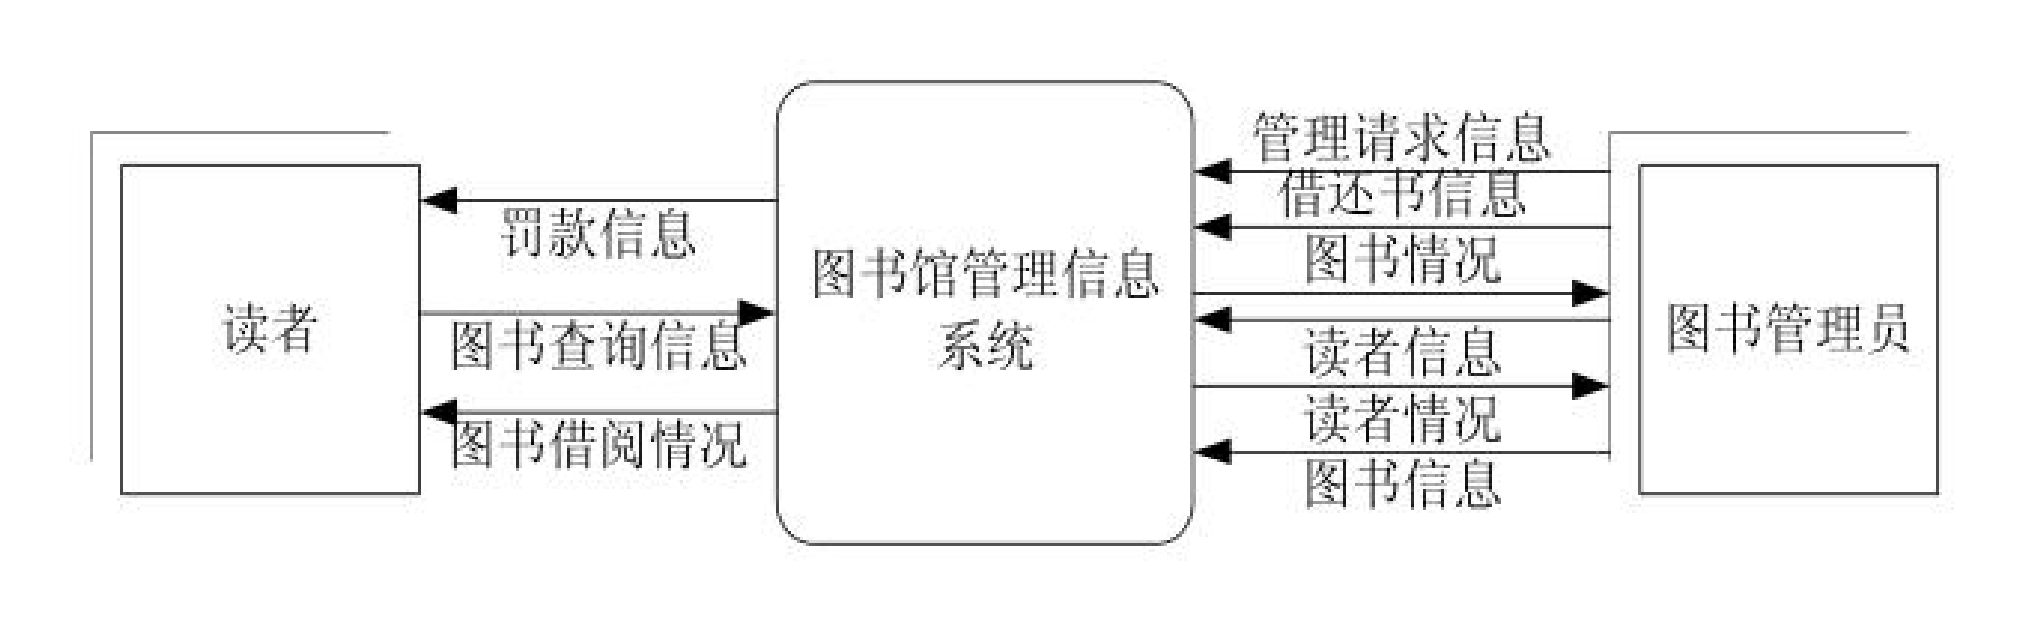 读者
罚款信息
图书查询信息
图书借阅情况
图书馆管理信息
系统
管理请求信息
借还书信息
图书情况
读者信息
读者情况
图书信息
图书管理员